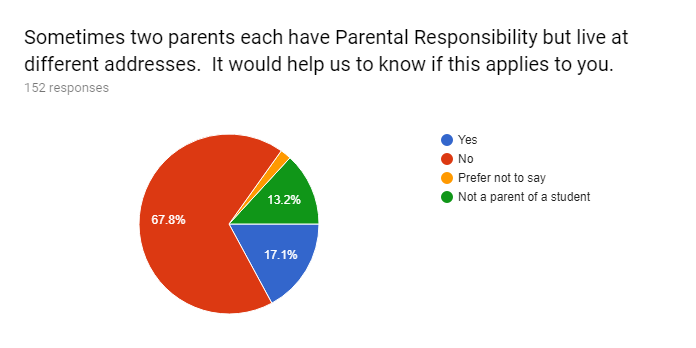 Sometimes two parents each have Parental Responsibility but live at
different addresses.  It would help us to know if this applies to you.
152 responses
Yes
No
Prefer not to say
Not a parent of a student
13.2%
67.8%
17.1%